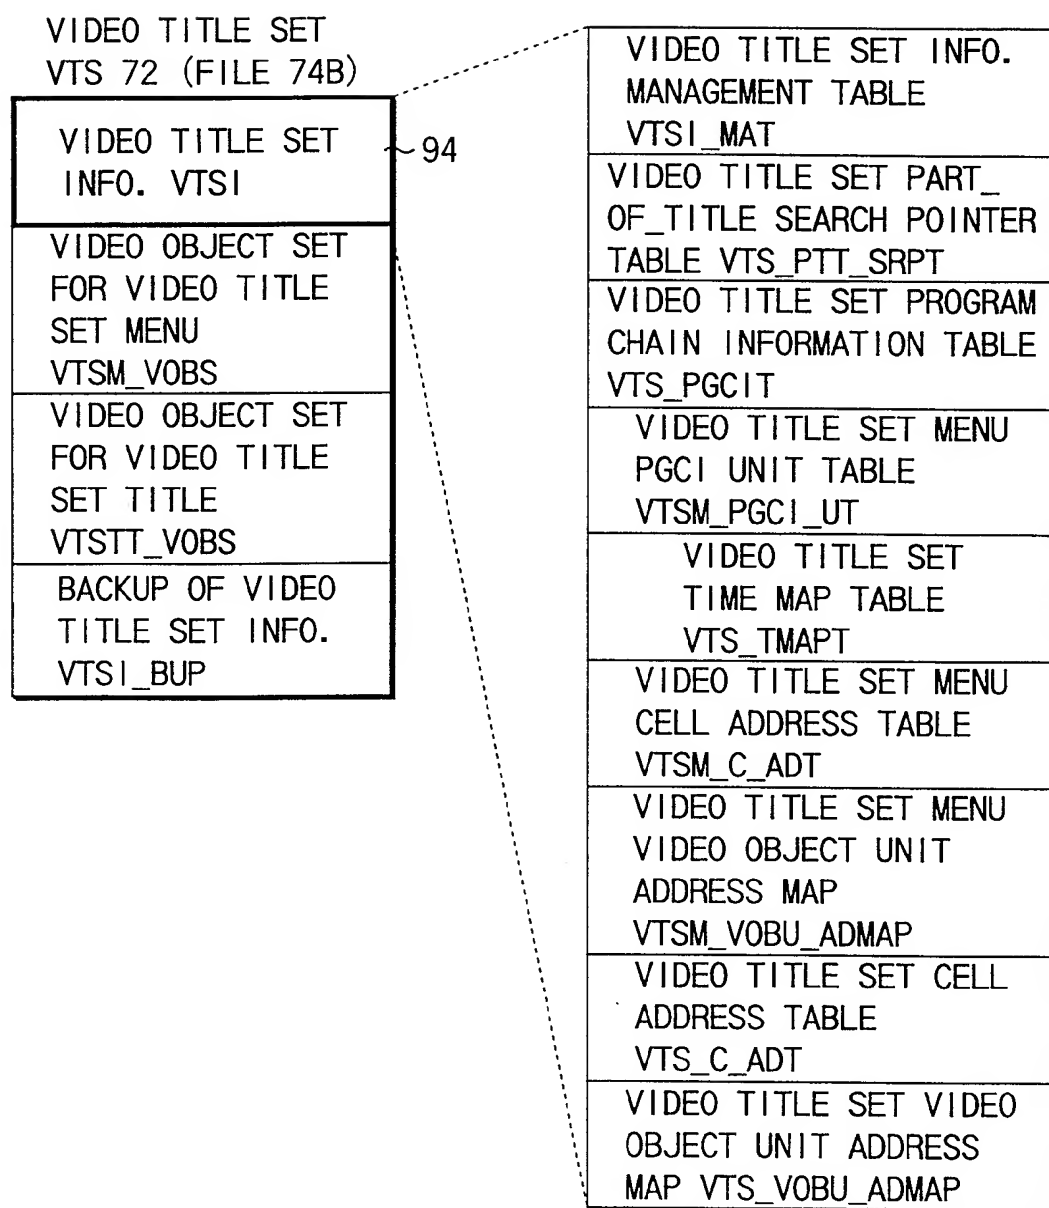 VIDEO TITLE SET
VTS 72 (FILE 74B)
VIDEO TITLE SET
INFO. VTSI
94
VIDEO OBJECT SET
FOR VIDEO TITLE
SET MENU
VTSM_VOBS
VIDEO OBJECT SET
FOR VIDEO TITLE
SET TITLE
VTSTT_VOBS
BACKUP OF VIDEO
TITLE SET INFO.
VTSI_BUP
VIDEO TITLE SET INFO.
MANAGEMENT TABLE
VTSI_MAT
VIDEO TITLE SET PART_
OF_TITLE SEARCH POINTER
TABLE VTS_PTT_SRPT
VIDEO TITLE SET PROGRAM
CHAIN INFORMATION TABLE
VTS_PGCIT
VIDEO TITLE SET MENU
PGCI UNIT TABLE
VTSM_PGCI_UT
VIDEO TITLE SET
TIME MAP TABLE
VTS_TMAPT
VIDEO TITLE SET MENU
CELL ADDRESS TABLE
VTSM_C_ADT
VIDEO TITLE SET MENU
VIDEO OBJECT UNIT
ADDRESS MAP
VTSM_VOBU_ADMAP
VIDEO TITLE SET CELL
ADDRESS TABLE
VTS_C_ADT
VIDEO TITLE SET VIDEO
OBJECT UNIT ADDRESS
MAP VTS_VOBU_ADMAP